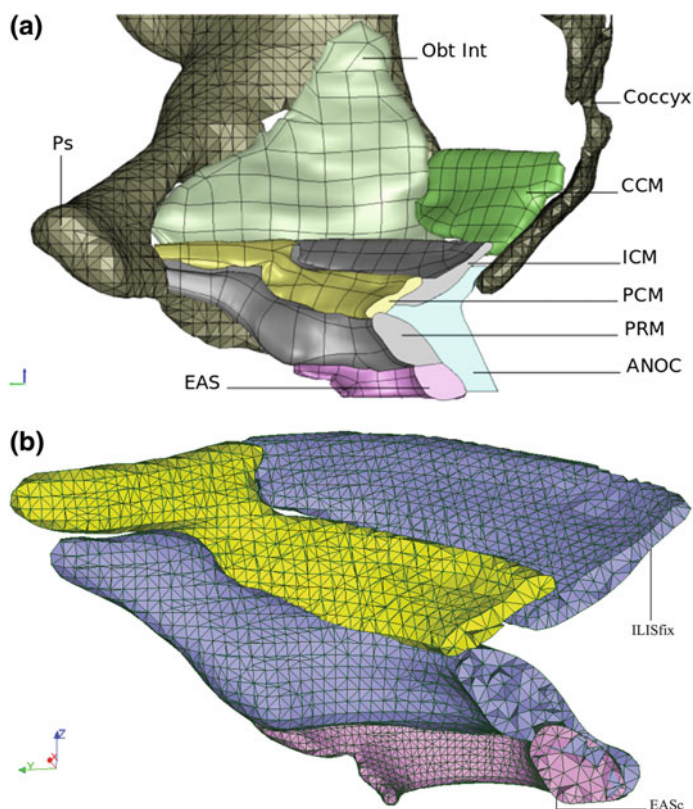 (a)
Obt Int
Coccyx
Ps
CCM
ICM
PCM
PRM
EAS
ANOC
(b)
ILISfix
Z
X
Y
EASc